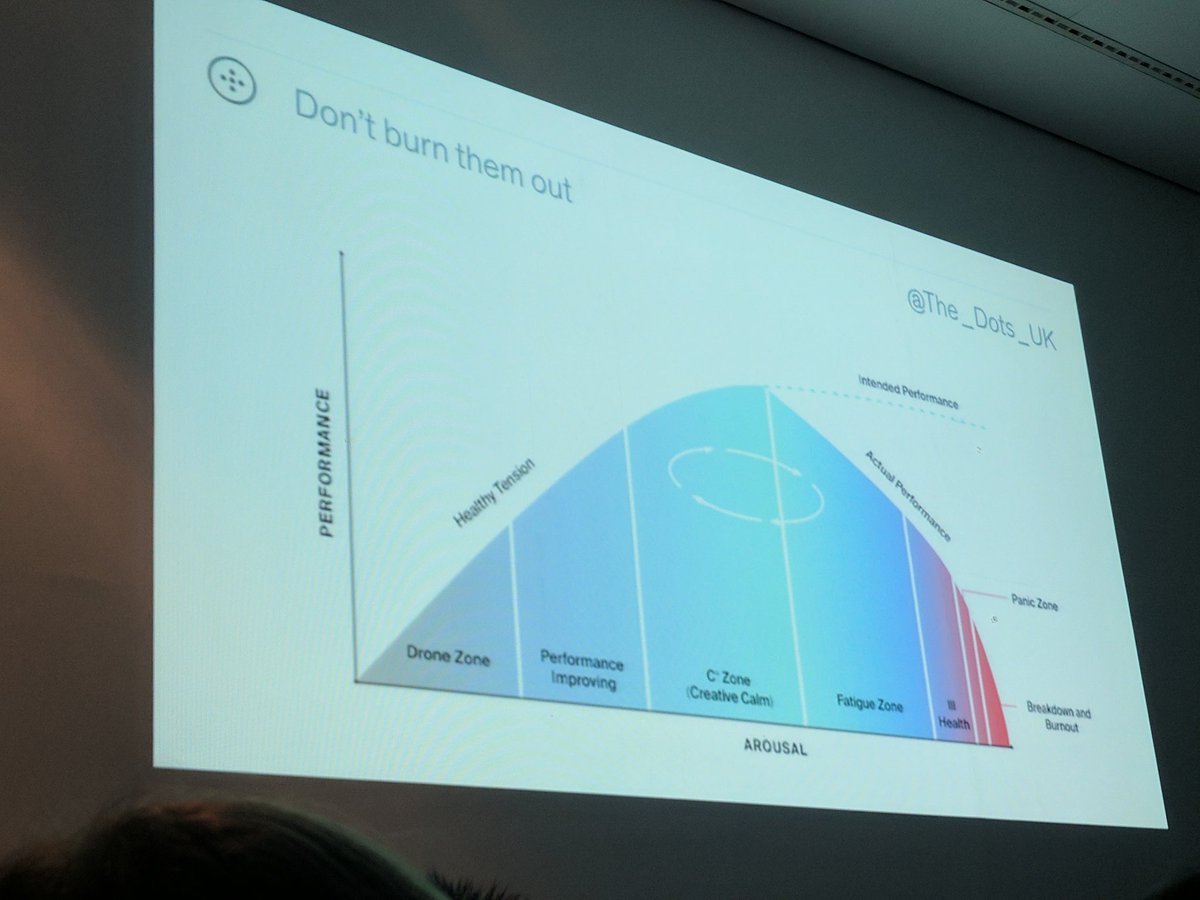 Don't burn them out
@The_Dots_UK
PERFORMANCE
Healthy Tension
Intended Performance
Actual Performance
Drone Zone
Performance
Improving
C° Zone
(Creative Calm)
Fatigue Zone
Ill
Health
Panic Zone
Breakdown and
Burnout
AROUSAL